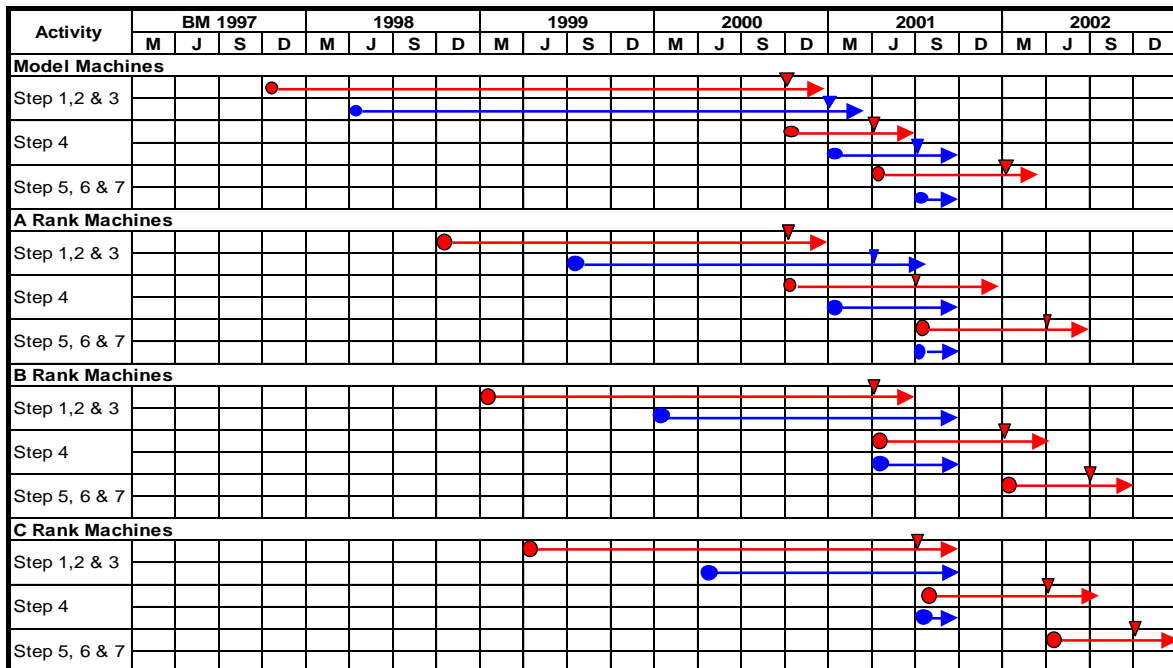 Activity BM 1997 1998 1999 2000 2001 2002
M J S D M J S D M J S D M J S D M J S D M J S D
Model Machines
Step 1,2 & 3
Step 4
Step 5, 6 & 7
A Rank Machines
Step 1,2 & 3
Step 4
Step 5, 6 & 7
B Rank Machines
Step 1,2 & 3
Step 4
Step 5, 6 & 7
C Rank Machines
Step 1,2 & 3
Step 4
Step 5, 6 & 7